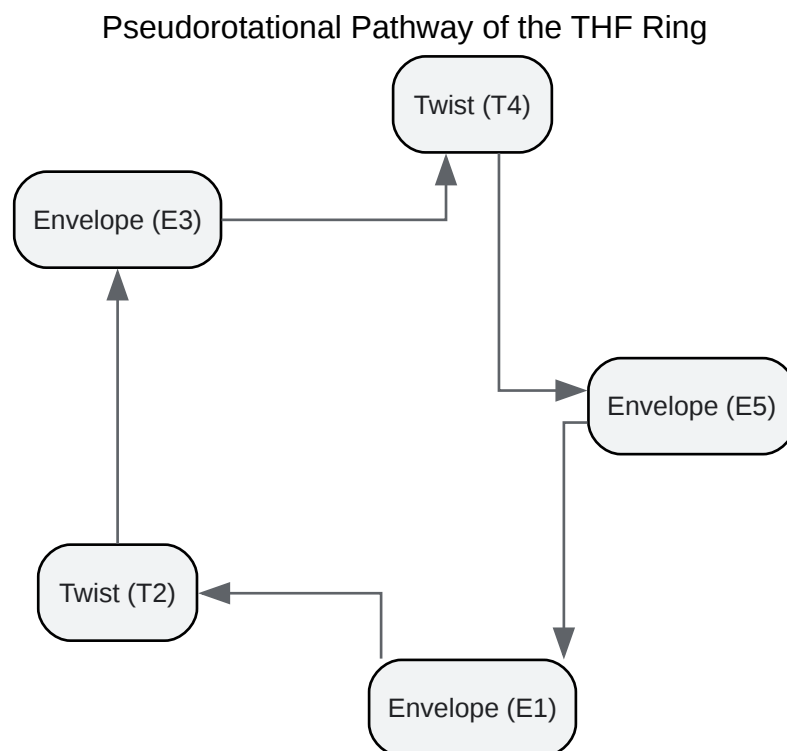 Pseudorotational Pathway of the THF Ring
Twist (T4)
Envelope (E3)
Envelope (E5)
Twist (T2)
Envelope (E1)